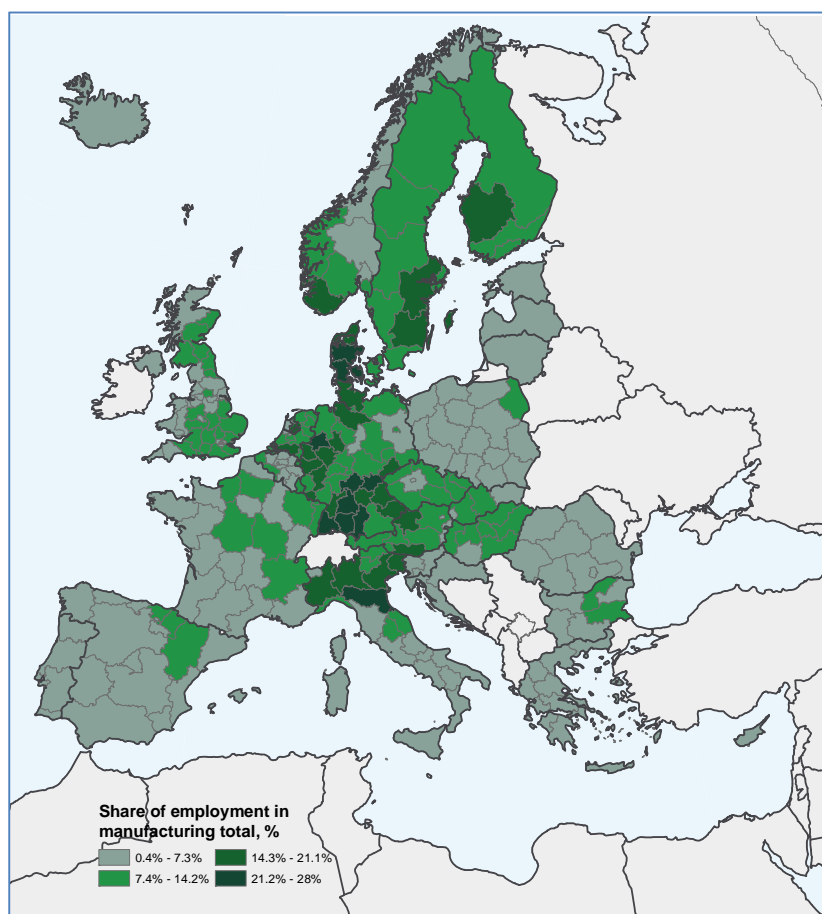 Share of employment in
manufacturing total, %
0.4% - 7.3%
14.3% - 21.1%
7.4% - 14.2%
21.2% - 28%